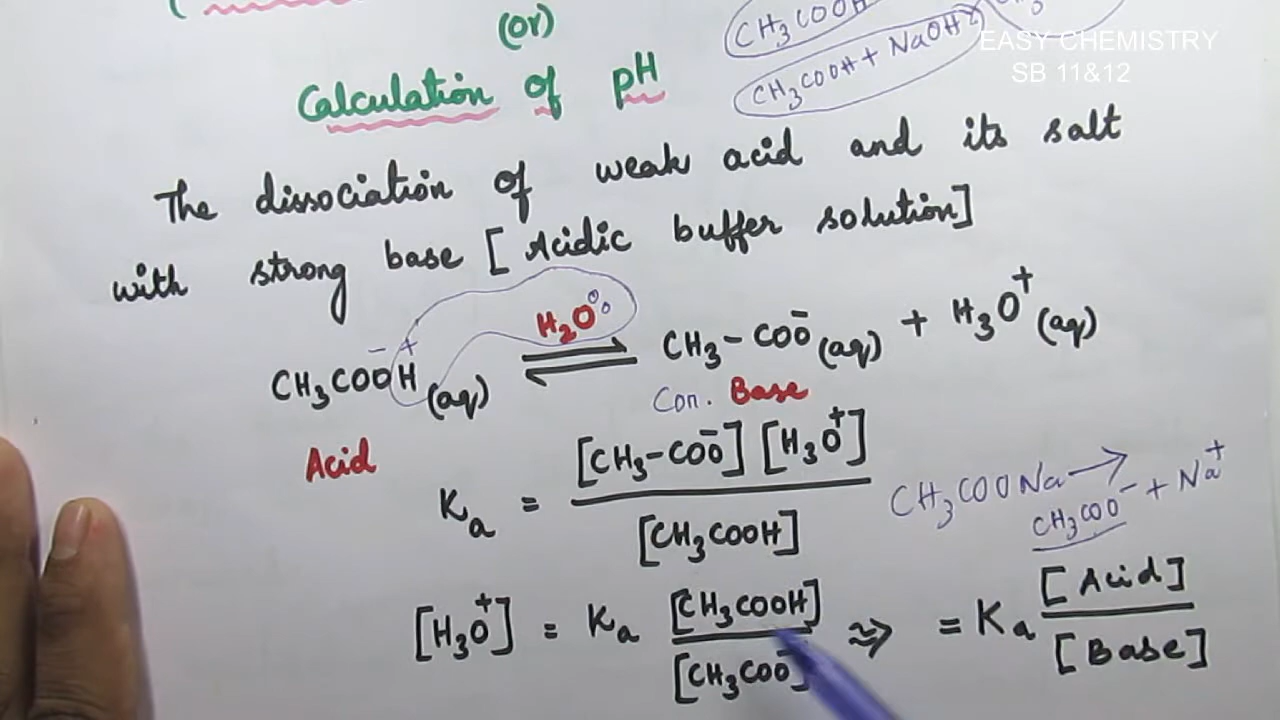 (or)
CH3COOH
EASY CHEMISTRY
SB 11&12
CH3COOH + NaOH
Calculation of pH
The dissociation of weak acid and its salt
with strong base [Acidic buffer solution]
CH3COO⁻H⁺(aq) ⇌ H2O CH3-COO⁻(aq) + H3O⁺(aq)
Acid
Con. Base
Ka = [CH3-COO⁻] [H3O⁺] / [CH3COOH]
CH3COONa → CH3COO⁻ + Na⁺
[H3O⁺] = Ka [CH3COOH] / [CH3COO⁻] ⇒ = Ka [Acid] / [Base]